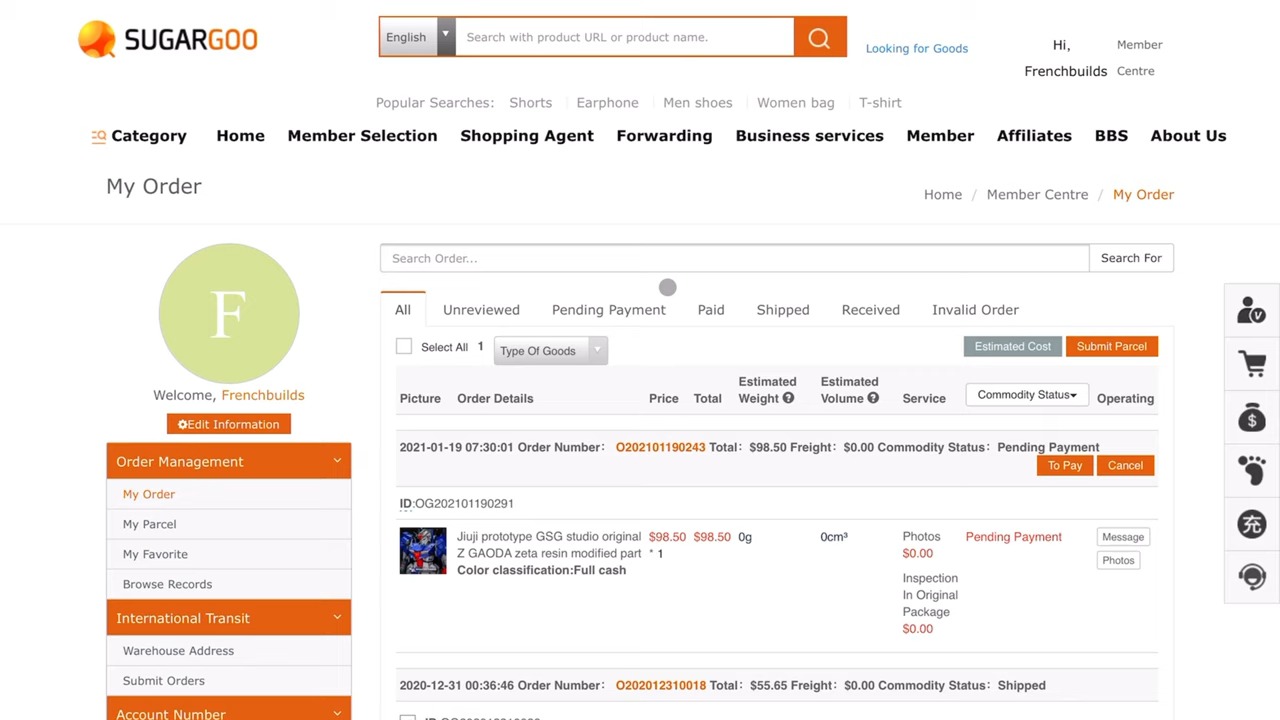 SUGARGOO
English
Search with product URL or product name.
Looking for Goods
Hi,
Frenchbuilds
Member
Centre
Popular Searches: Shorts Earphone Men shoes Women bag T-shirt
Category Home Member Selection Shopping Agent Forwarding Business services Member Affiliates BBS About Us
My Order
Home / Member Centre / My Order
F
Welcome, Frenchbuilds
Edit Information
Order Management
My Order
My Parcel
My Favorite
Browse Records
International Transit
Warehouse Address
Submit Orders
Account Number
Search Order...
Search For
All Unreviewed Pending Payment Paid Shipped Received Invalid Order
Select All 1 Type Of Goods
Estimated Cost Submit Parcel
Picture Order Details Price Total Estimated Weight Estimated Volume Service Commodity Status Operating
2021-01-19 07:30:01 Order Number: O202101190243 Total: $98.50 Freight: $0.00 Commodity Status: Pending Payment
To Pay Cancel
ID:OG202101190291
Jiuji prototype GSG studio original $98.50 $98.50 0g 0cm³ Photos Pending Payment Message
Z GAODA zeta resin modified part * 1 $0.00 Photos
Color classification:Full cash
Inspection
In Original
Package
$0.00
2020-12-31 00:36:46 Order Number: O202012310018 Total: $55.65 Freight: $0.00 Commodity Status: Shipped
充